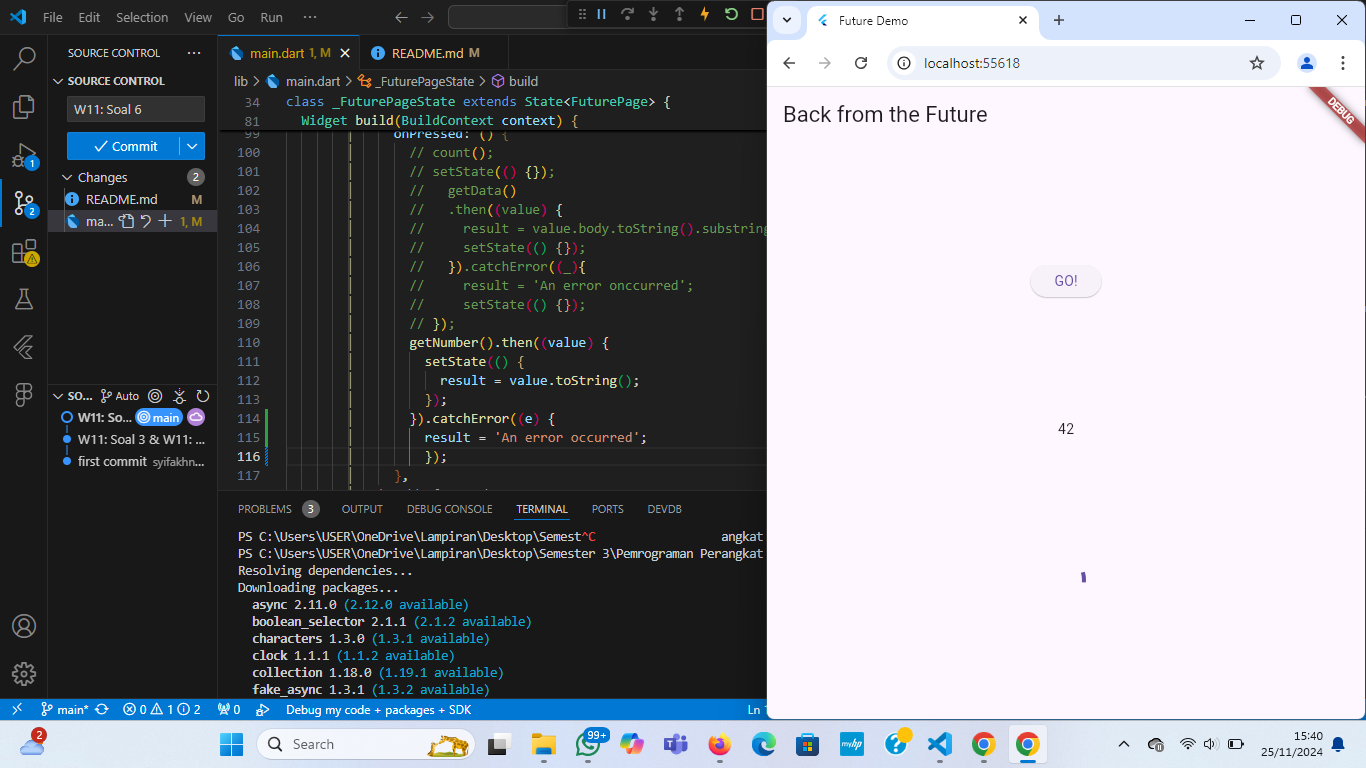 File Edit Selection View Go Run ···
SOURCE CONTROL ···
SOURCE CONTROL
W11: Soal 6
Commit
Changes 2
README.md M
ma... 1, M
1
2
SO... Auto
W11: So... main
W11: Soal 3 & W11: ...
first commit syifakhn...
main.dart 1, M
README.md M
lib > main.dart > _FuturePageState > build
34 class _FuturePageState extends State<FuturePage> {
81 Widget build(BuildContext context) {
99 onPressed: () {
100 // count();
101 // setState(() {});
102 // getData()
103 // .then((value) {
104 // result = value.body.toString().substring
105 // setState(() {});
106 // }).catchError((_){
107 // result = 'An error onccurred';
108 // setState(() {});
109 // });
110 getNumber().then((value) {
111 setState(() {
112 result = value.toString();
113 });
114 }).catchError((e) {
115 result = 'An error occurred';
116 });
117 },
PROBLEMS 3 OUTPUT DEBUG CONSOLE TERMINAL PORTS DEVDB
PS C:\Users\USER\OneDrive\Lampiran\Desktop\Semest^C angkat
PS C:\Users\USER\OneDrive\Lampiran\Desktop\Semester 3\Pemrograman Perangkat
Resolving dependencies...
Downloading packages...
async 2.11.0 (2.12.0 available)
boolean_selector 2.1.1 (2.1.2 available)
characters 1.3.0 (1.3.1 available)
clock 1.1.1 (1.1.2 available)
collection 1.18.0 (1.19.1 available)
fake_async 1.3.1 (1.3.2 available)
main* 0 1 2 0 Debug my code + packages + SDK Ln 1
Future Demo
localhost:55618
Back from the Future
DEBUG
GO!
42
2
Search
99+
myhp
15:40
25/11/2024